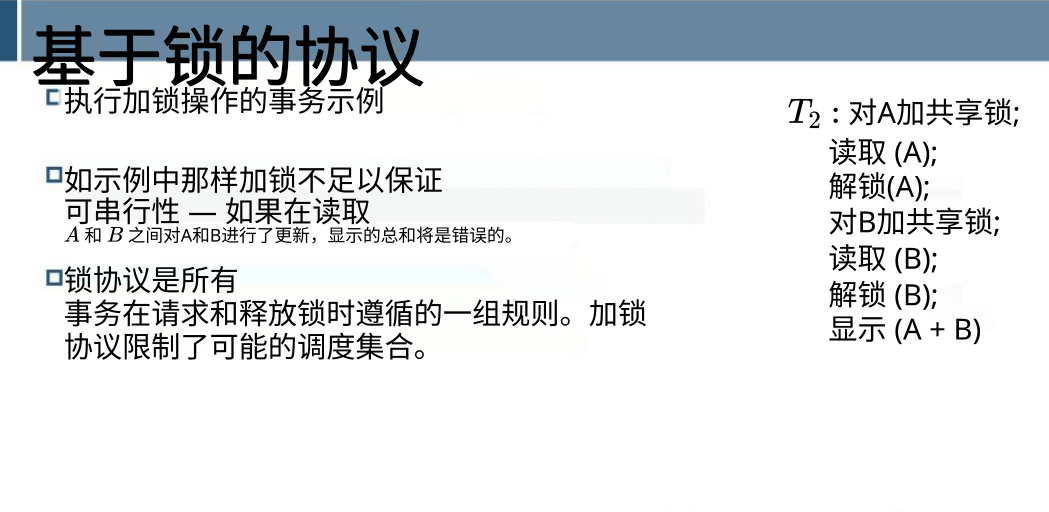 基于锁的协议
执行加锁操作的事务示例
如示例中那样加锁不足以保证
可串行性 — 如果在读取
A 和 B 之间对A和B进行了更新，显示的总和将是错误的。
锁协议是所有
事务在请求和释放锁时遵循的一组规则。加锁
协议限制了可能的调度集合。
T₂ : 对A加共享锁;
读取 (A);
解锁(A);
对B加共享锁;
读取 (B);
解锁 (B);
显示 (A + B)